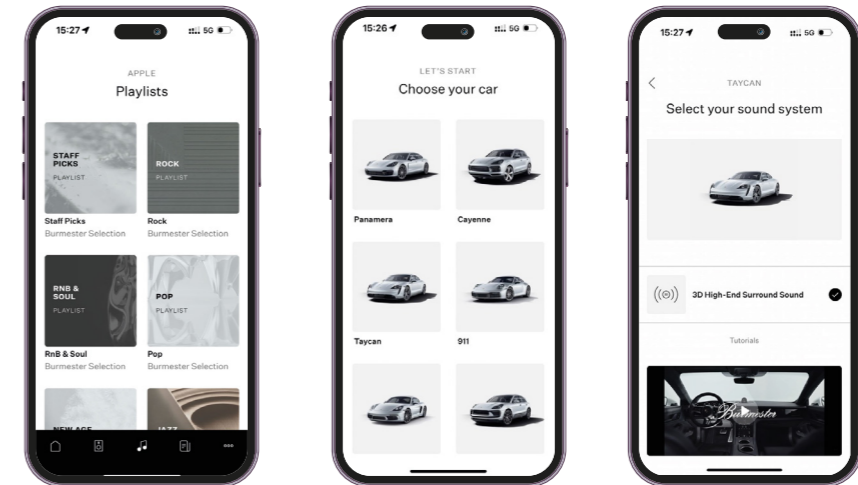 15:27
5G
APPLE
Playlists
STAFF
PICKS
PLAYLIST
ROCK
PLAYLIST
Staff Picks
Burmester Selection
Rock
Burmester Selection
RNB &
SOUL
PLAYLIST
POP
PLAYLIST
RnB & Soul
Burmester Selection
Pop
Burmester Selection
NEW AGE
JAZZ
15:26
5G
LET'S START
Choose your car
Panamera
Cayenne
Taycan
911
15:27
5G
TAYCAN
Select your sound system
3D High-End Surround Sound
Tutorials
Burmester